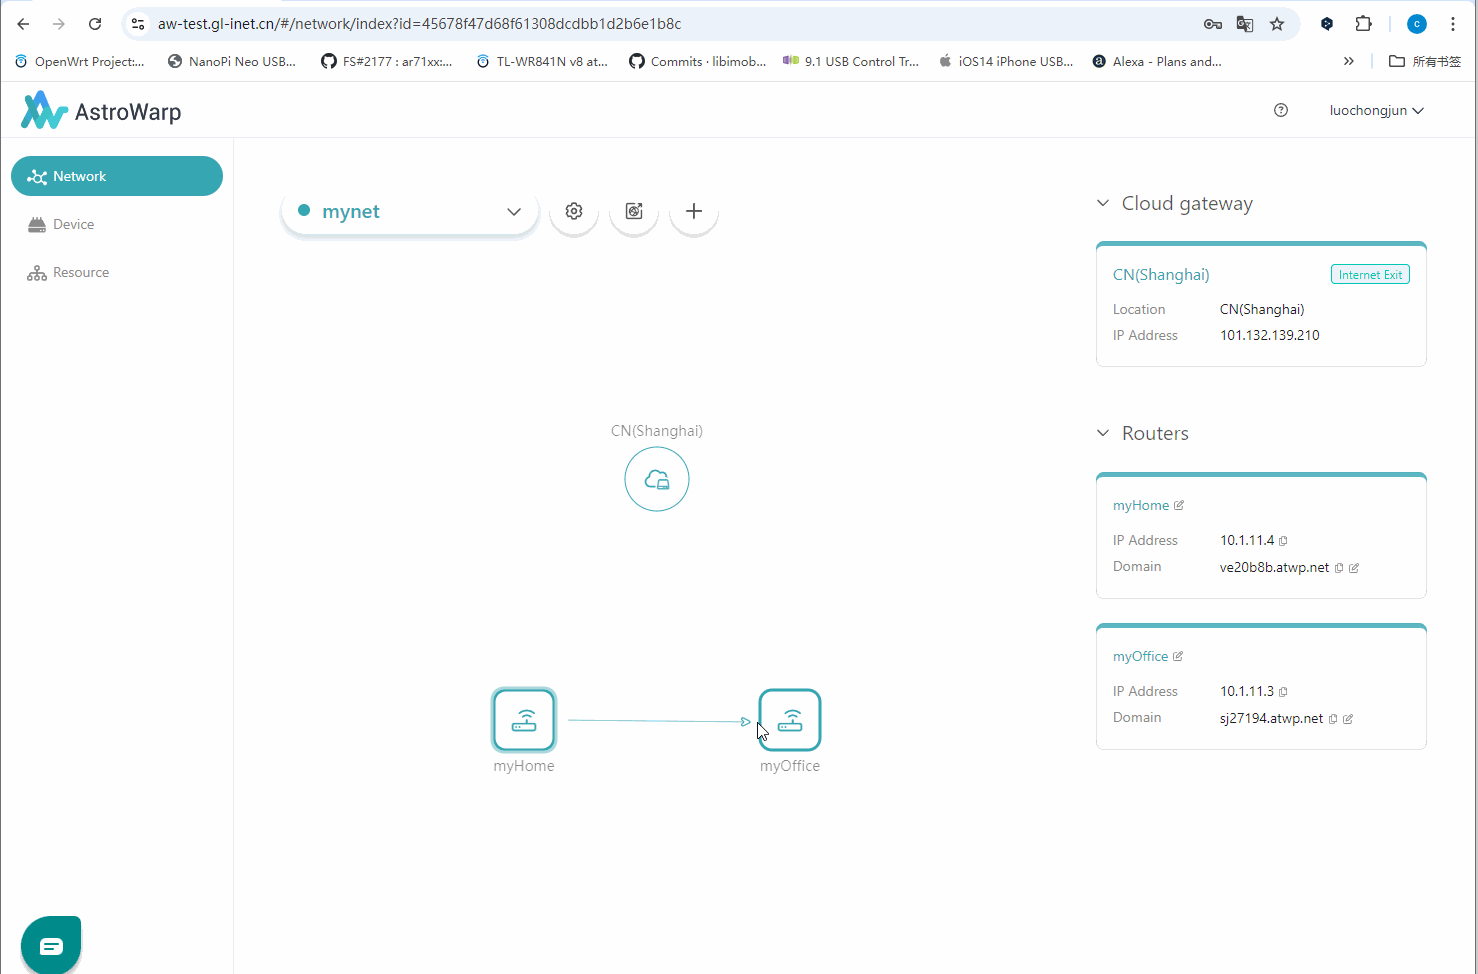 aw-test.gl-inet.cn/#/network/index?id=45678f47d68f61308dcdbb1d2b6e1b8c
c
OpenWrt Project:...
NanoPi Neo USB...
FS#2177 : ar71xx:...
TL-WR841N v8 at...
Commits · libimob...
9.1 USB Control Tr...
iOS14 iPhone USB...
Alexa - Plans and...
»
所有书签
AstroWarp
luochongjun
Network
Device
Resource
mynet
Cloud gateway
CN(Shanghai)
Internet Exit
Location
CN(Shanghai)
IP Address
101.132.139.210
CN(Shanghai)
Routers
myHome
IP Address
10.1.11.4
Domain
ve20b8b.atwp.net
myOffice
IP Address
10.1.11.3
Domain
sj27194.atwp.net
myHome
myOffice